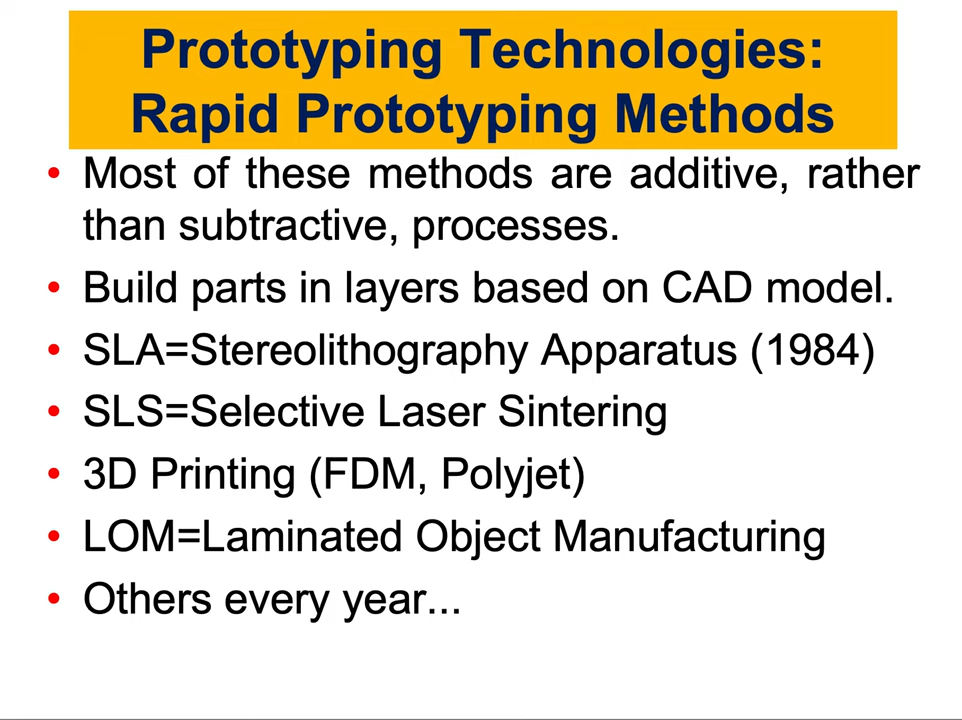 Prototyping Technologies:
Rapid Prototyping Methods
• Most of these methods are additive, rather
than subtractive, processes.
• Build parts in layers based on CAD model.
• SLA=Stereolithography Apparatus (1984)
• SLS=Selective Laser Sintering
• 3D Printing (FDM, Polyjet)
• LOM=Laminated Object Manufacturing
• Others every year...